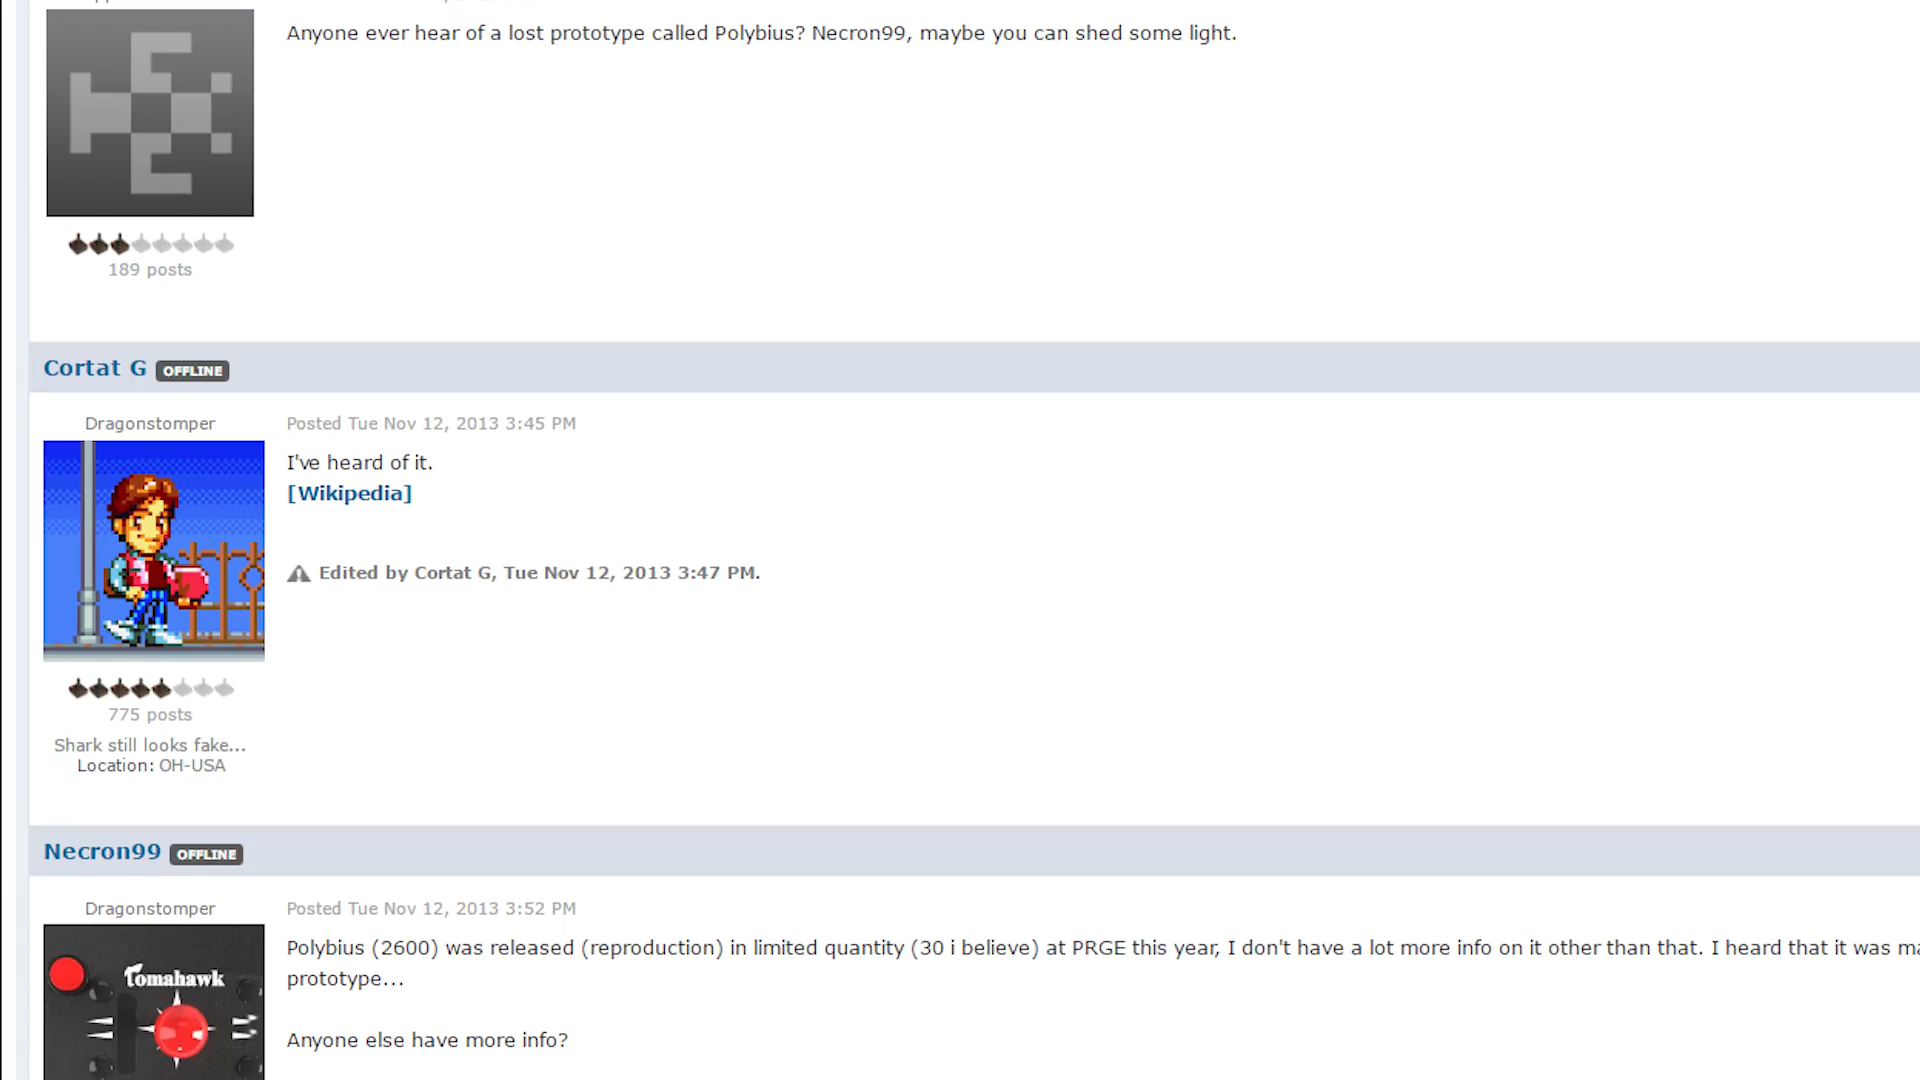 Anyone ever hear of a lost prototype called Polybius? Necron99, maybe you can shed some light.
189 posts
Cortat G OFFLINE
Dragonstomper
Posted Tue Nov 12, 2013 3:45 PM
I've heard of it.
[Wikipedia]
Edited by Cortat G, Tue Nov 12, 2013 3:47 PM.
775 posts
Shark still looks fake...
Location: OH-USA
Necron99 OFFLINE
Dragonstomper
Posted Tue Nov 12, 2013 3:52 PM
Polybius (2600) was released (reproduction) in limited quantity (30 i believe) at PRGE this year, I don't have a lot more info on it other than that. I heard that it was
prototype...
Tomahawk
Anyone else have more info?